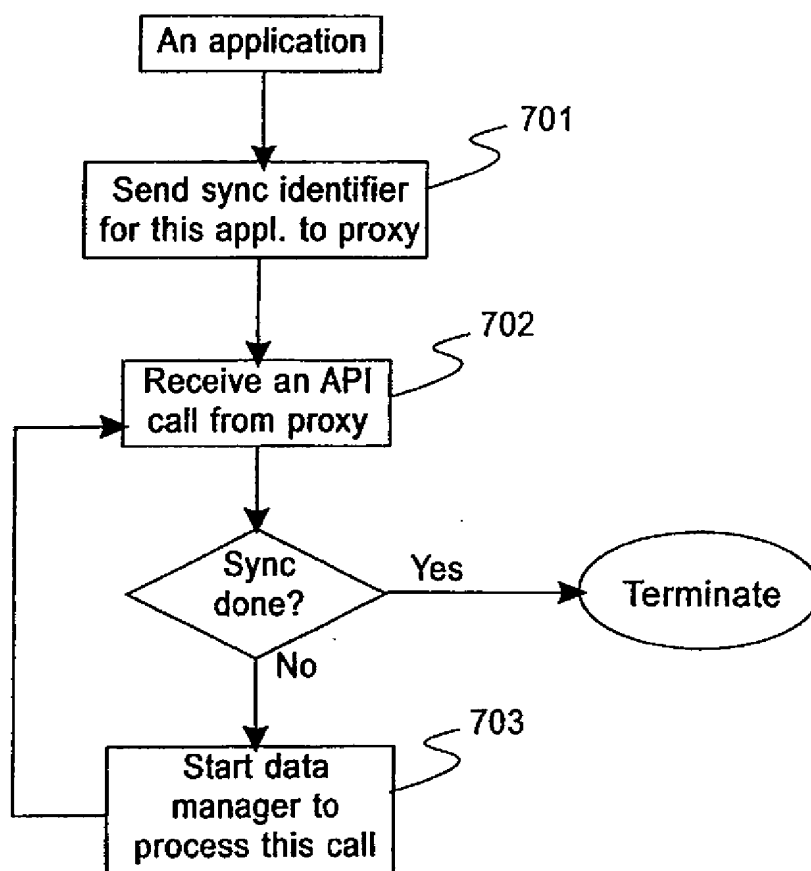 An application
701
Send sync identifier
for this appl. to proxy
702
Receive an API
call from proxy
Sync
done?
Yes
Terminate
No
703
Start data
manager to
process this call